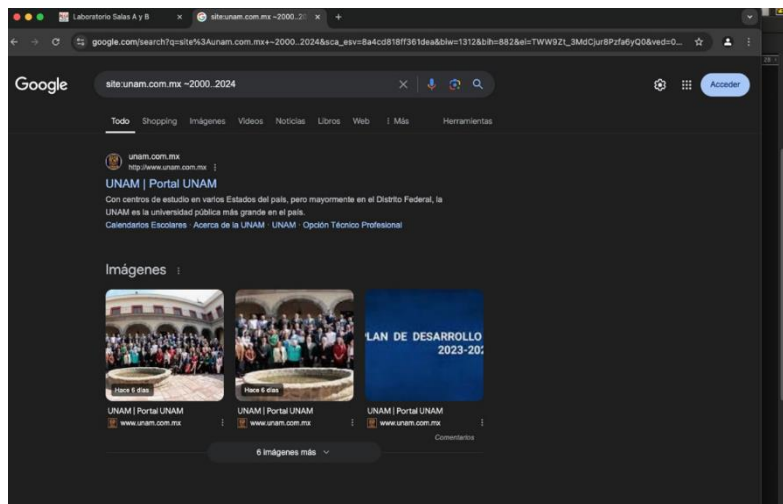 Laboratorio Salas A y B
site:unam.com.mx ~2000..20
google.com/search?q=site%3Aunam.com.mx+~2000..2024&sca_esv=8a4cd818ff361dea&biw=1312&bih=882&ei=TWW9Zt_3MdCjur8Pzfa6yQ0&ved=0...
Google
site:unam.com.mx ~2000..2024
Acceder
Todo Shopping Imágenes Videos Noticias Libros Web : Más Herramientas
unam.com.mx
http://www.unam.com.mx
UNAM | Portal UNAM
Con centros de estudio en varios Estados del país, pero mayormente en el Distrito Federal, la
UNAM es la universidad pública más grande en el país.
Calendarios Escolares · Acerca de la UNAM · UNAM · Opción Técnico Profesional
Imágenes
PLAN DE DESARROLLO
2023-202
Hace 6 días Hace 6 días
UNAM | Portal UNAM UNAM | Portal UNAM UNAM | Portal UNAM
www.unam.com.mx www.unam.com.mx www.unam.com.mx
Comentarios
6 imágenes más